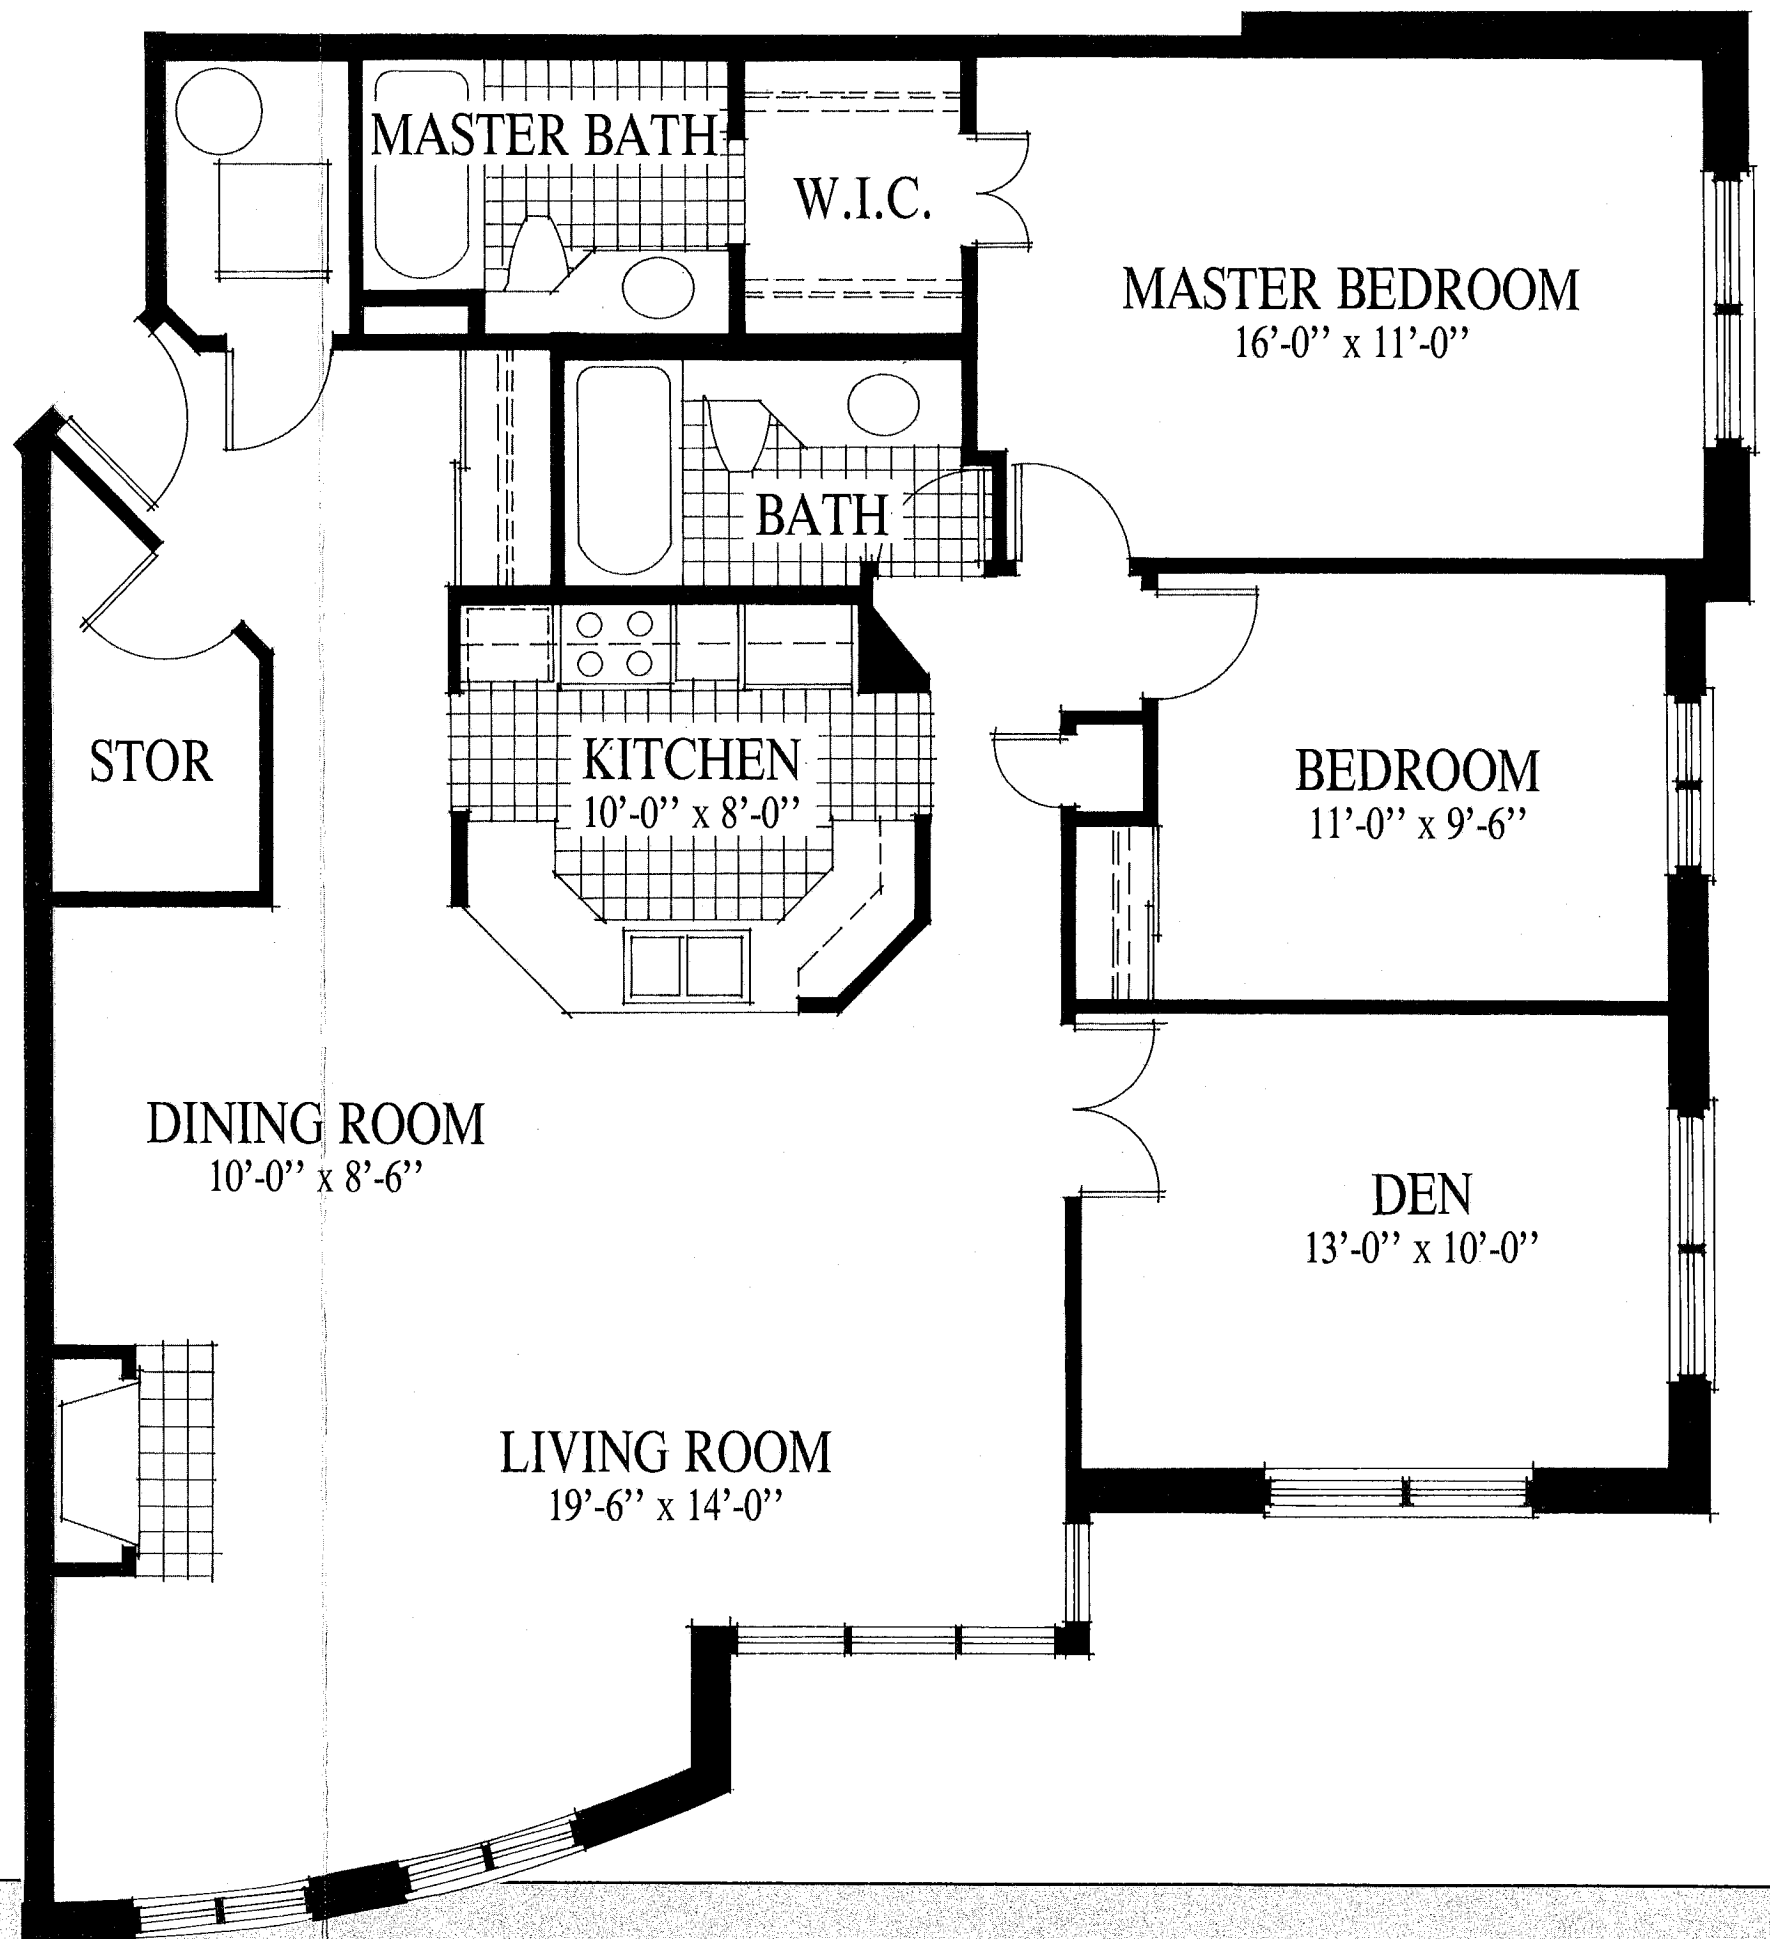 MASTER BATH
W.I.C.
MASTER BEDROOM
16'-0'' x 11'-0''
BATH
STOR
KITCHEN
10'-0'' x 8'-0''
BEDROOM
11'-0'' x 9'-6''
DINING ROOM
10'-0'' x 8'-6''
DEN
13'-0'' x 10'-0''
LIVING ROOM
19'-6'' x 14'-0''